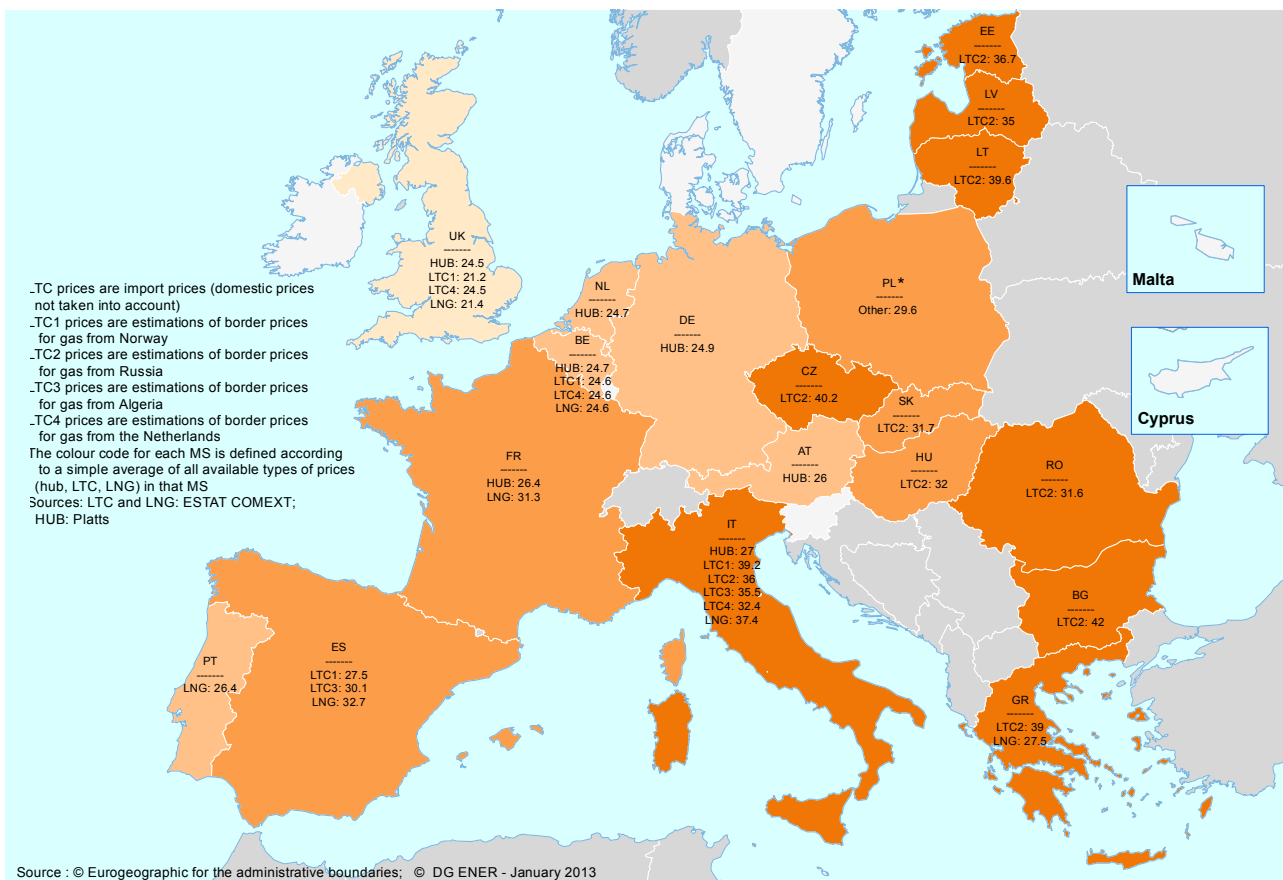 EE
-------
LTC2: 36.7
LV
-------
LTC2: 35
LT
-------
LTC2: 39.6
UK
-------
HUB: 24.5
LTC1: 21.2
LTC4: 24.5
LNG: 21.4
NL
-------
HUB: 24.7
BE
-------
HUB: 24.7
LTC1: 24.6
LTC4: 24.6
LNG: 24.6
DE
-------
HUB: 24.9
PL*
-------
Other: 29.6
Malta
Cyprus
_TC prices are import prices (domestic prices
not taken into account)
_TC1 prices are estimations of border prices
for gas from Norway
_TC2 prices are estimations of border prices
for gas from Russia
_TC3 prices are estimations of border prices
for gas from Algeria
_TC4 prices are estimations of border prices
for gas from the Netherlands
The colour code for each MS is defined according
to a simple average of all available types of prices
(hub, LTC, LNG) in that MS
Sources: LTC and LNG: ESTAT COMEXT;
HUB: Platts
CZ
-------
LTC2: 40.2
SK
-------
LTC2: 31.7
AT
-------
HUB: 26
HU
-------
LTC2: 32
RO
-------
LTC2: 31.6
FR
-------
HUB: 26.4
LNG: 31.3
IT
-------
HUB: 27
LTC1: 39.2
LTC2: 36
LTC3: 35.5
LTC4: 32.4
LNG: 37.4
BG
-------
LTC2: 42
PT
-------
LNG: 26.4
ES
-------
LTC1: 27.5
LTC3: 30.1
LNG: 32.7
GR
-------
LTC2: 39
LNG: 27.5
Source : © Eurogeographic for the administrative boundaries; © DG ENER - January 2013